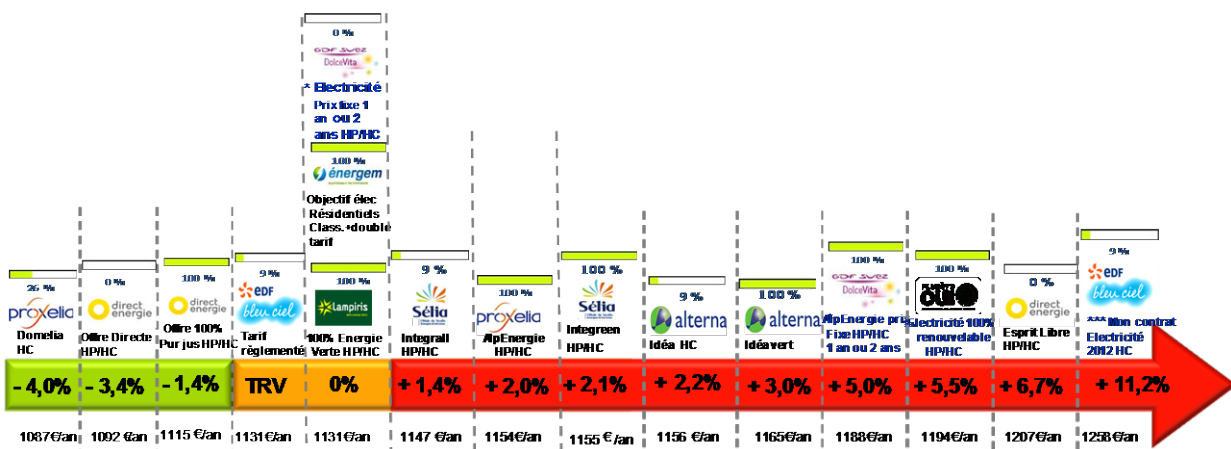 0 %
GDF SUEZ
DolceVita
* Electricité
Prix fixe 1
an ou 2
ans HP/HC
100 %
énergem
Objectif élec
Résidentiels
Class.+double
tarif
26 %
proxelia
Domelia
HC
0 %
direct
energie
Offre Directe
HP/HC
100 %
direct
energie
Offre 100%
Pur jus HP/HC
9 %
edf
bleu ciel
Tarif
règlementé
100 %
Lampiris
100% Energie
Verte HP/HC
9 %
Sélia
Integrall
HP/HC
100 %
proxelia
AlpEnergie
HP/HC
100 %
Sélia
Integreen
HP/HC
9 %
alterna
Idéa HC
100 %
alterna
Idéavert
100 %
GDF SUEZ
DolceVita
AlpEnergie pro
Fixe HP/HC
1 an ou 2 ans
100 %
PLANÈTE
OUI
Electricité 100%
renouvelable
HP/HC
0 %
direct
energie
Esprit Libre
HP/HC
9 %
edf
bleu ciel
*** Mon contrat
Electricité
2012 HC
- 4,0%
- 3,4%
- 1,4%
TRV
0%
+ 1,4%
+ 2,0%
+ 2,1%
+ 2,2%
+ 3,0%
+ 5,0%
+ 5,5%
+ 6,7%
+ 11,2%
1087 €/an
1092 €/an
1115 €/an
1131 €/an
1131 €/an
1147 €/an
1154 €/an
1155 € /an
1156 €/an
1165€/an
1188€/an
1194€/an
1207€/an
1258€/an